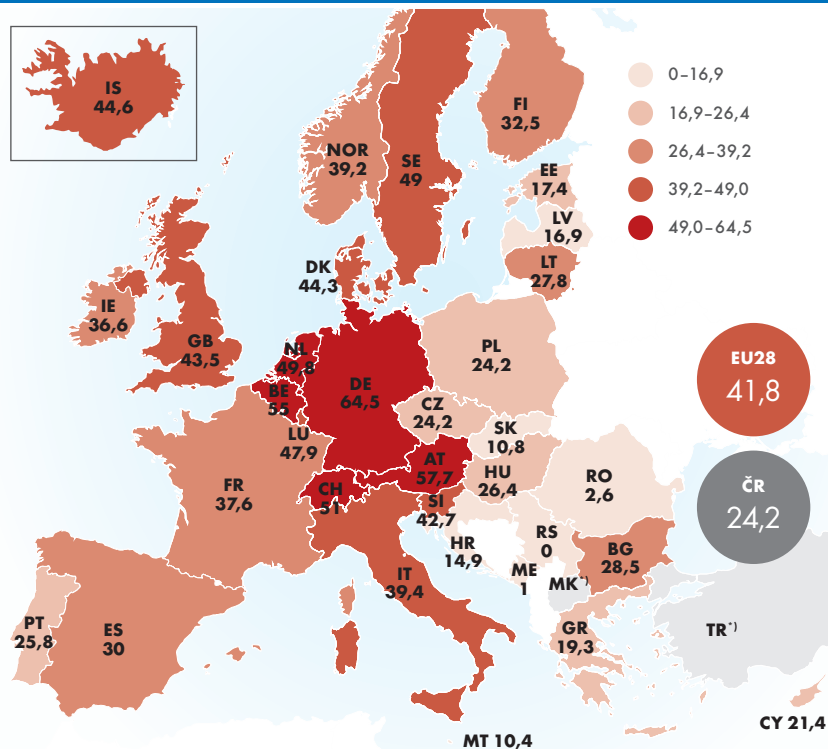 IS
44,6
0–16,9
16,9–26,4
26,4–39,2
39,2–49,0
49,0–64,5
FI
32,5
NOR
39,2
SE
49
EE
17,4
LV
16,9
LT
27,8
DK
44,3
IE
36,6
GB
43,5
NL
49,8
BE
55
DE
64,5
PL
24,2
EU28
41,8
CZ
24,2
LU
47,9
SK
10,8
FR
37,6
CH
51
AT
57,7
HU
26,4
RO
2,6
ČR
24,2
SI
42,7
HR
14,9
RS
0
BG
28,5
ME
1
MK*)
IT
39,4
PT
25,8
ES
30
GR
19,3
TR*)
CY 21,4
MT 10,4